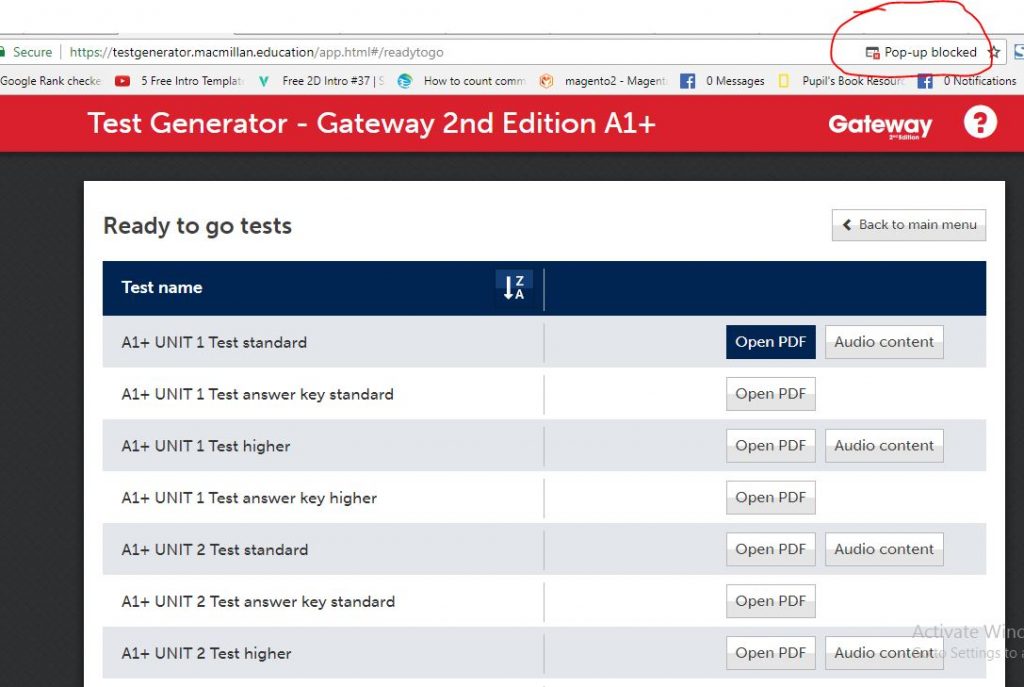 Secure | https://testgenerator.macmillan.education/app.html#/readytogo Pop-up blocked
Google Rank checke 5 Free Intro Templat Free 2D Intro #37 | S How to count comm magento2 - Magent 0 Messages Pupil's Book Resour 0 Notifications
Test Generator - Gateway 2nd Edition A1+ Gateway ?
2nd Edition
Ready to go tests Back to main menu
Test name Z A
A1+ UNIT 1 Test standard Open PDF Audio content
A1+ UNIT 1 Test answer key standard Open PDF
A1+ UNIT 1 Test higher Open PDF Audio content
A1+ UNIT 1 Test answer key higher Open PDF
A1+ UNIT 2 Test standard Open PDF Audio content
A1+ UNIT 2 Test answer key standard Open PDF
Activate Winc
A1+ UNIT 2 Test higher Open PDF Audio content
to Settings to a